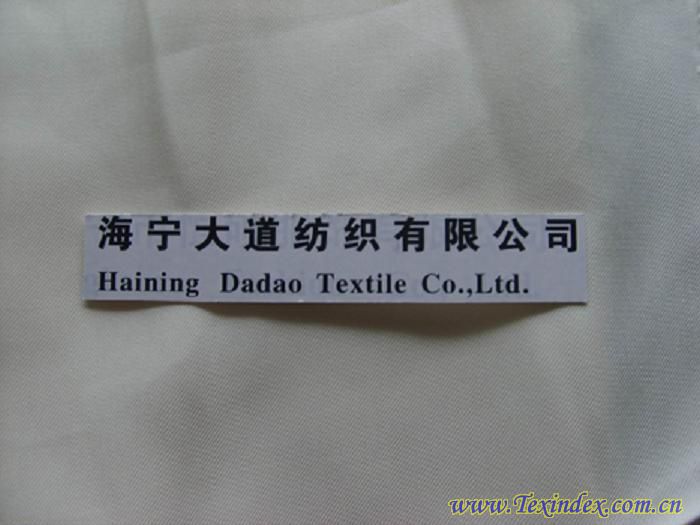 海宁大道纺织有限公司
Haining Dadao Textile Co.,Ltd.
www.Texindex.com.cn